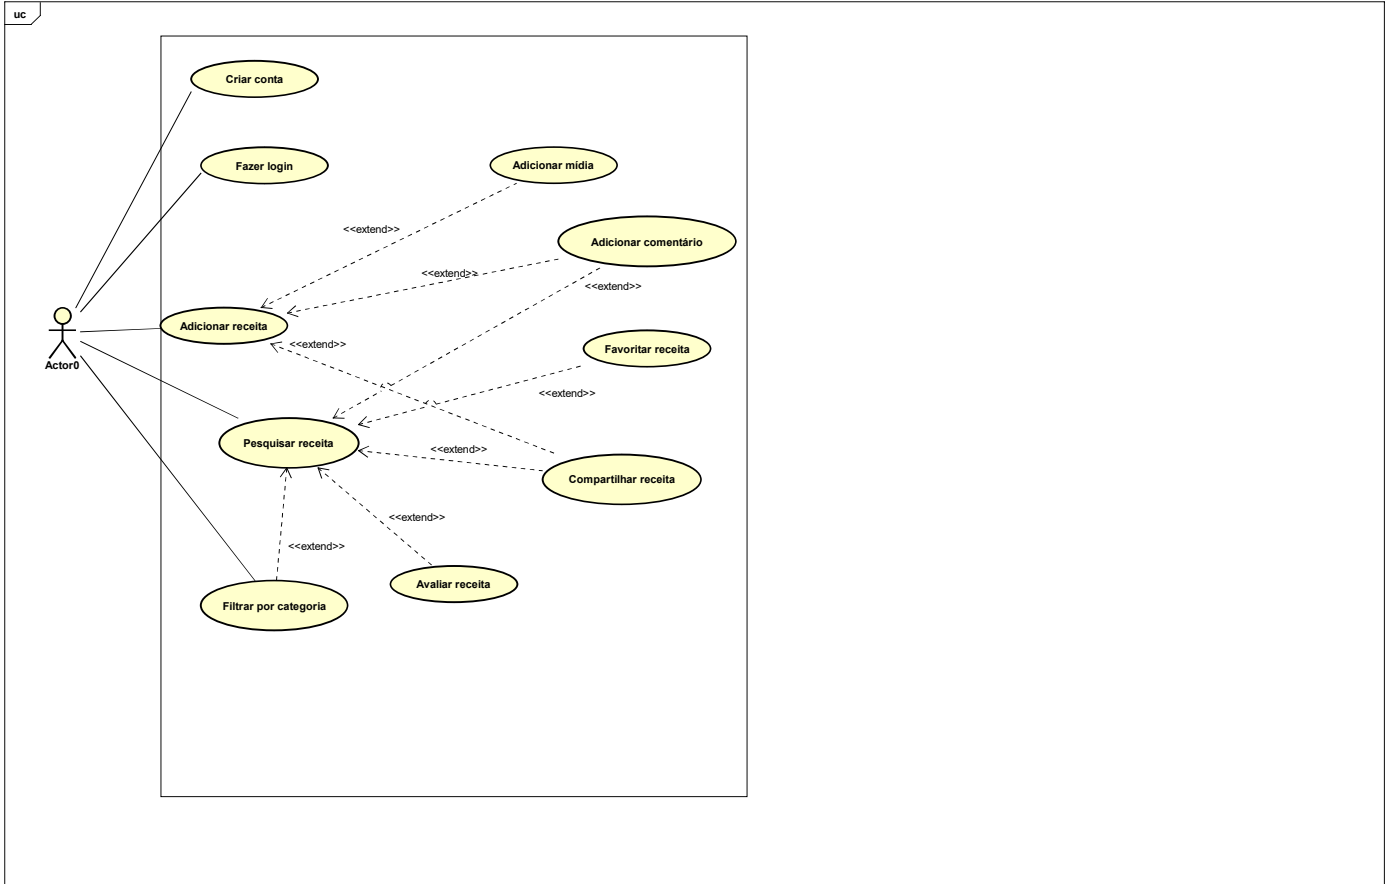 uc
Criar conta
Fazer login
Adicionar mídia
<<extend>>
Adicionar comentário
<<extend>>
<<extend>>
Adicionar receita
<<extend>>
Favoritar receita
Actor0
<<extend>>
Pesquisar receita
<<extend>>
Compartilhar receita
<<extend>>
<<extend>>
Avaliar receita
Filtrar por categoria